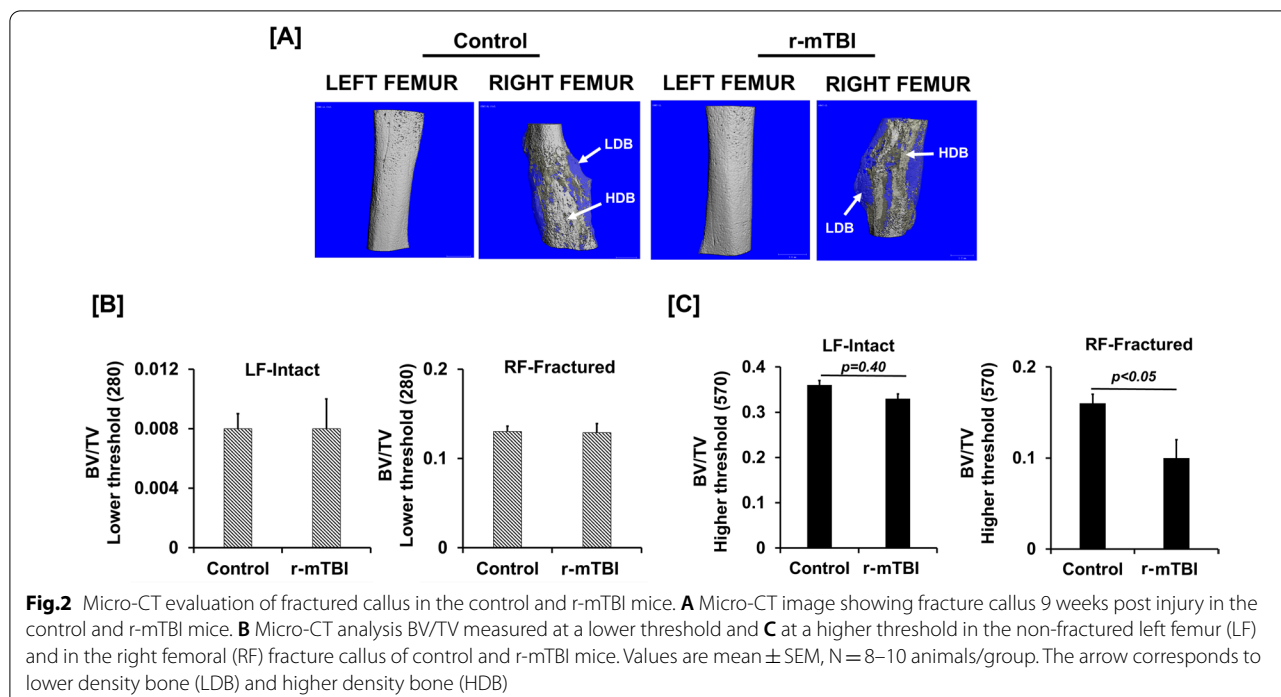 [A]
Control
r-mTBI
LEFT FEMUR
RIGHT FEMUR
LEFT FEMUR
RIGHT FEMUR
LDB
HDB
HDB
LDB
[B]
BV/TV
Lower threshold (280)
0.012
0.008
0.004
0
LF-Intact
Control
r-mTBI
BV/TV
Lower threshold (280)
0.2
0.1
0
RF-Fractured
Control
r-mTBI
[C]
BV/TV
Higher threshold (570)
0.4
0.3
0.2
0.1
0
LF-Intact
p=0.40
Control
r-mTBI
BV/TV
Higher threshold (570)
0.2
0.1
0
RF-Fractured
p<0.05
Control
r-mTBI
Fig.2 Micro-CT evaluation of fractured callus in the control and r-mTBI mice. A Micro-CT image showing fracture callus 9 weeks post injury in the
control and r-mTBI mice. B Micro-CT analysis BV/TV measured at a lower threshold and C at a higher threshold in the non-fractured left femur (LF)
and in the right femoral (RF) fracture callus of control and r-mTBI mice. Values are mean ± SEM, N = 8–10 animals/group. The arrow corresponds to
lower density bone (LDB) and higher density bone (HDB)